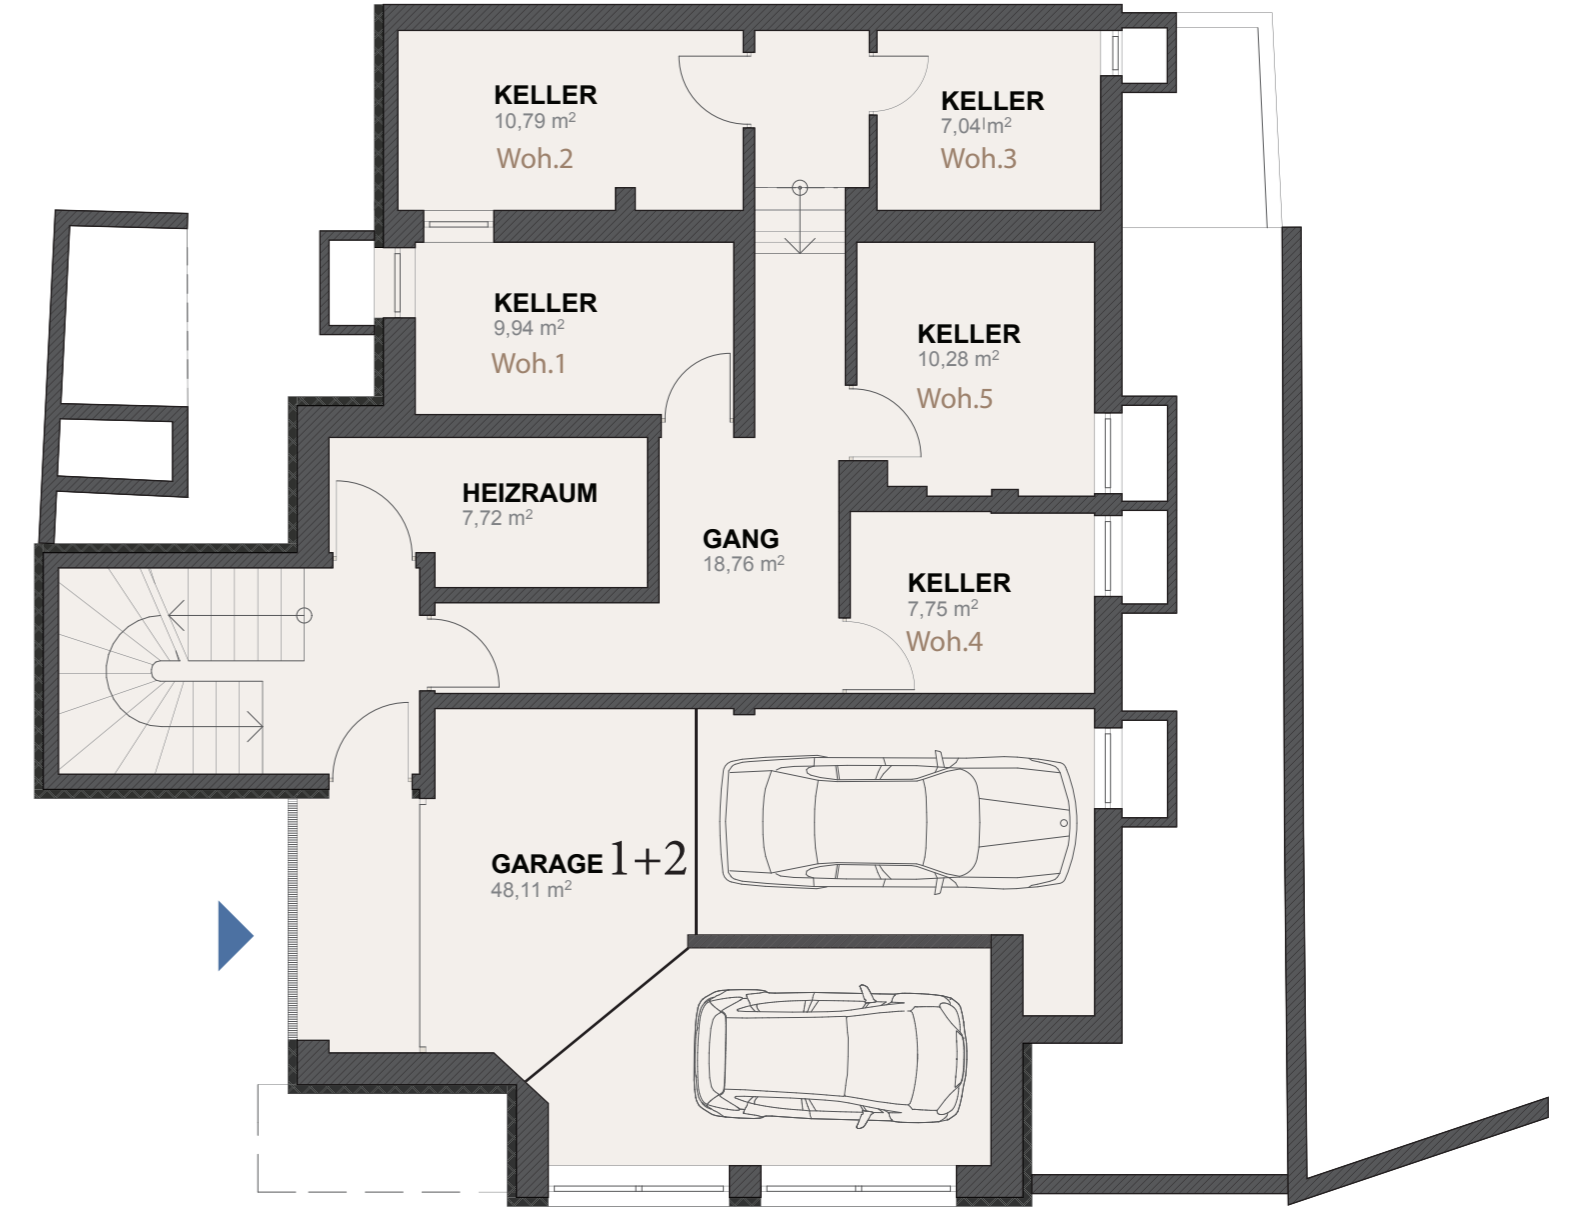 KELLER
10,79 m²
Woh.2
KELLER
7,04 m²
Woh.3
KELLER
9,94 m²
Woh.1
KELLER
10,28 m²
Woh.5
HEIZRAUM
7,72 m²
GANG
18,76 m²
KELLER
7,75 m²
Woh.4
GARAGE 1+2
48,11 m²